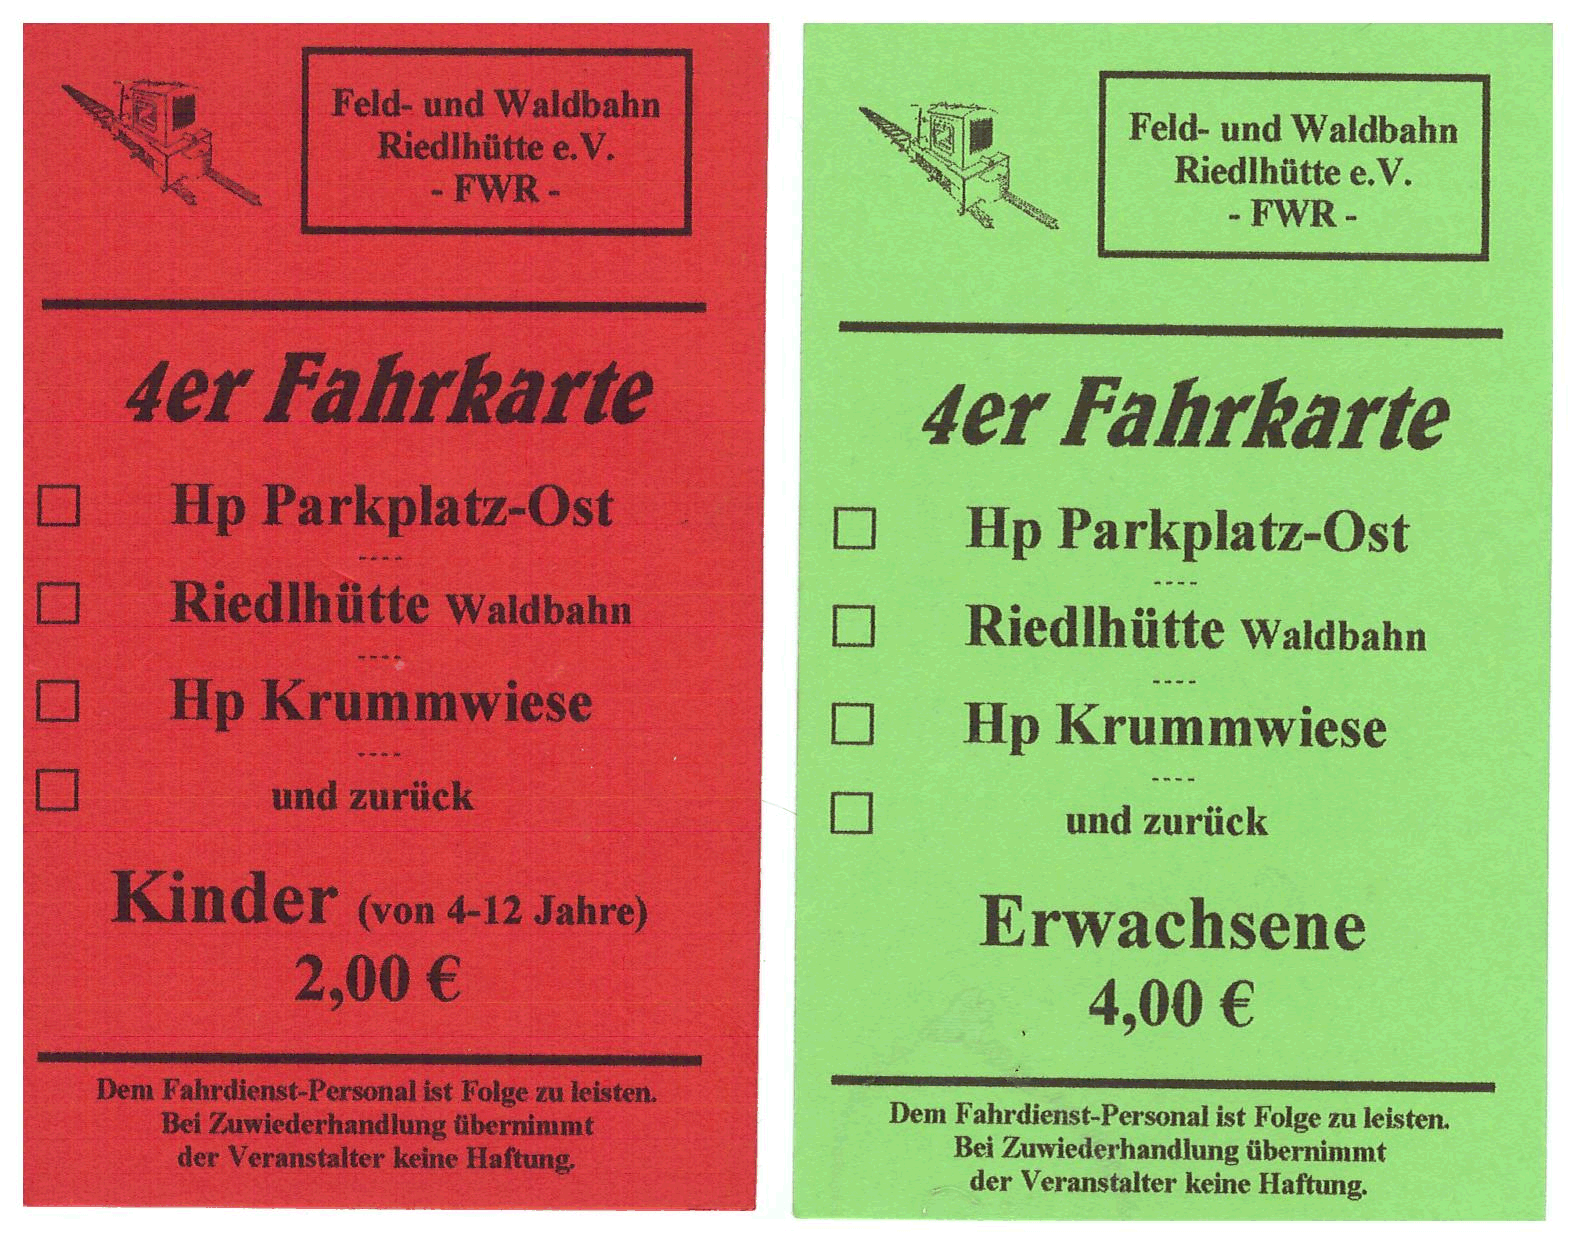 Feld- und Waldbahn
Riedlhütte e.V.
- FWR -
4er Fahrkarte
Hp Parkplatz-Ost
----
Riedlhütte Waldbahn
----
Hp Krummwiese
----
und zurück
Kinder (von 4-12 Jahre)
2,00 €
Dem Fahrdienst-Personal ist Folge zu leisten.
Bei Zuwiederhandlung übernimmt
der Veranstalter keine Haftung.
Feld- und Waldbahn
Riedlhütte e.V.
- FWR -
4er Fahrkarte
Hp Parkplatz-Ost
----
Riedlhütte Waldbahn
----
Hp Krummwiese
----
und zurück
Erwachsene
4,00 €
Dem Fahrdienst-Personal ist Folge zu leisten.
Bei Zuwiederhandlung übernimmt
der Veranstalter keine Haftung.